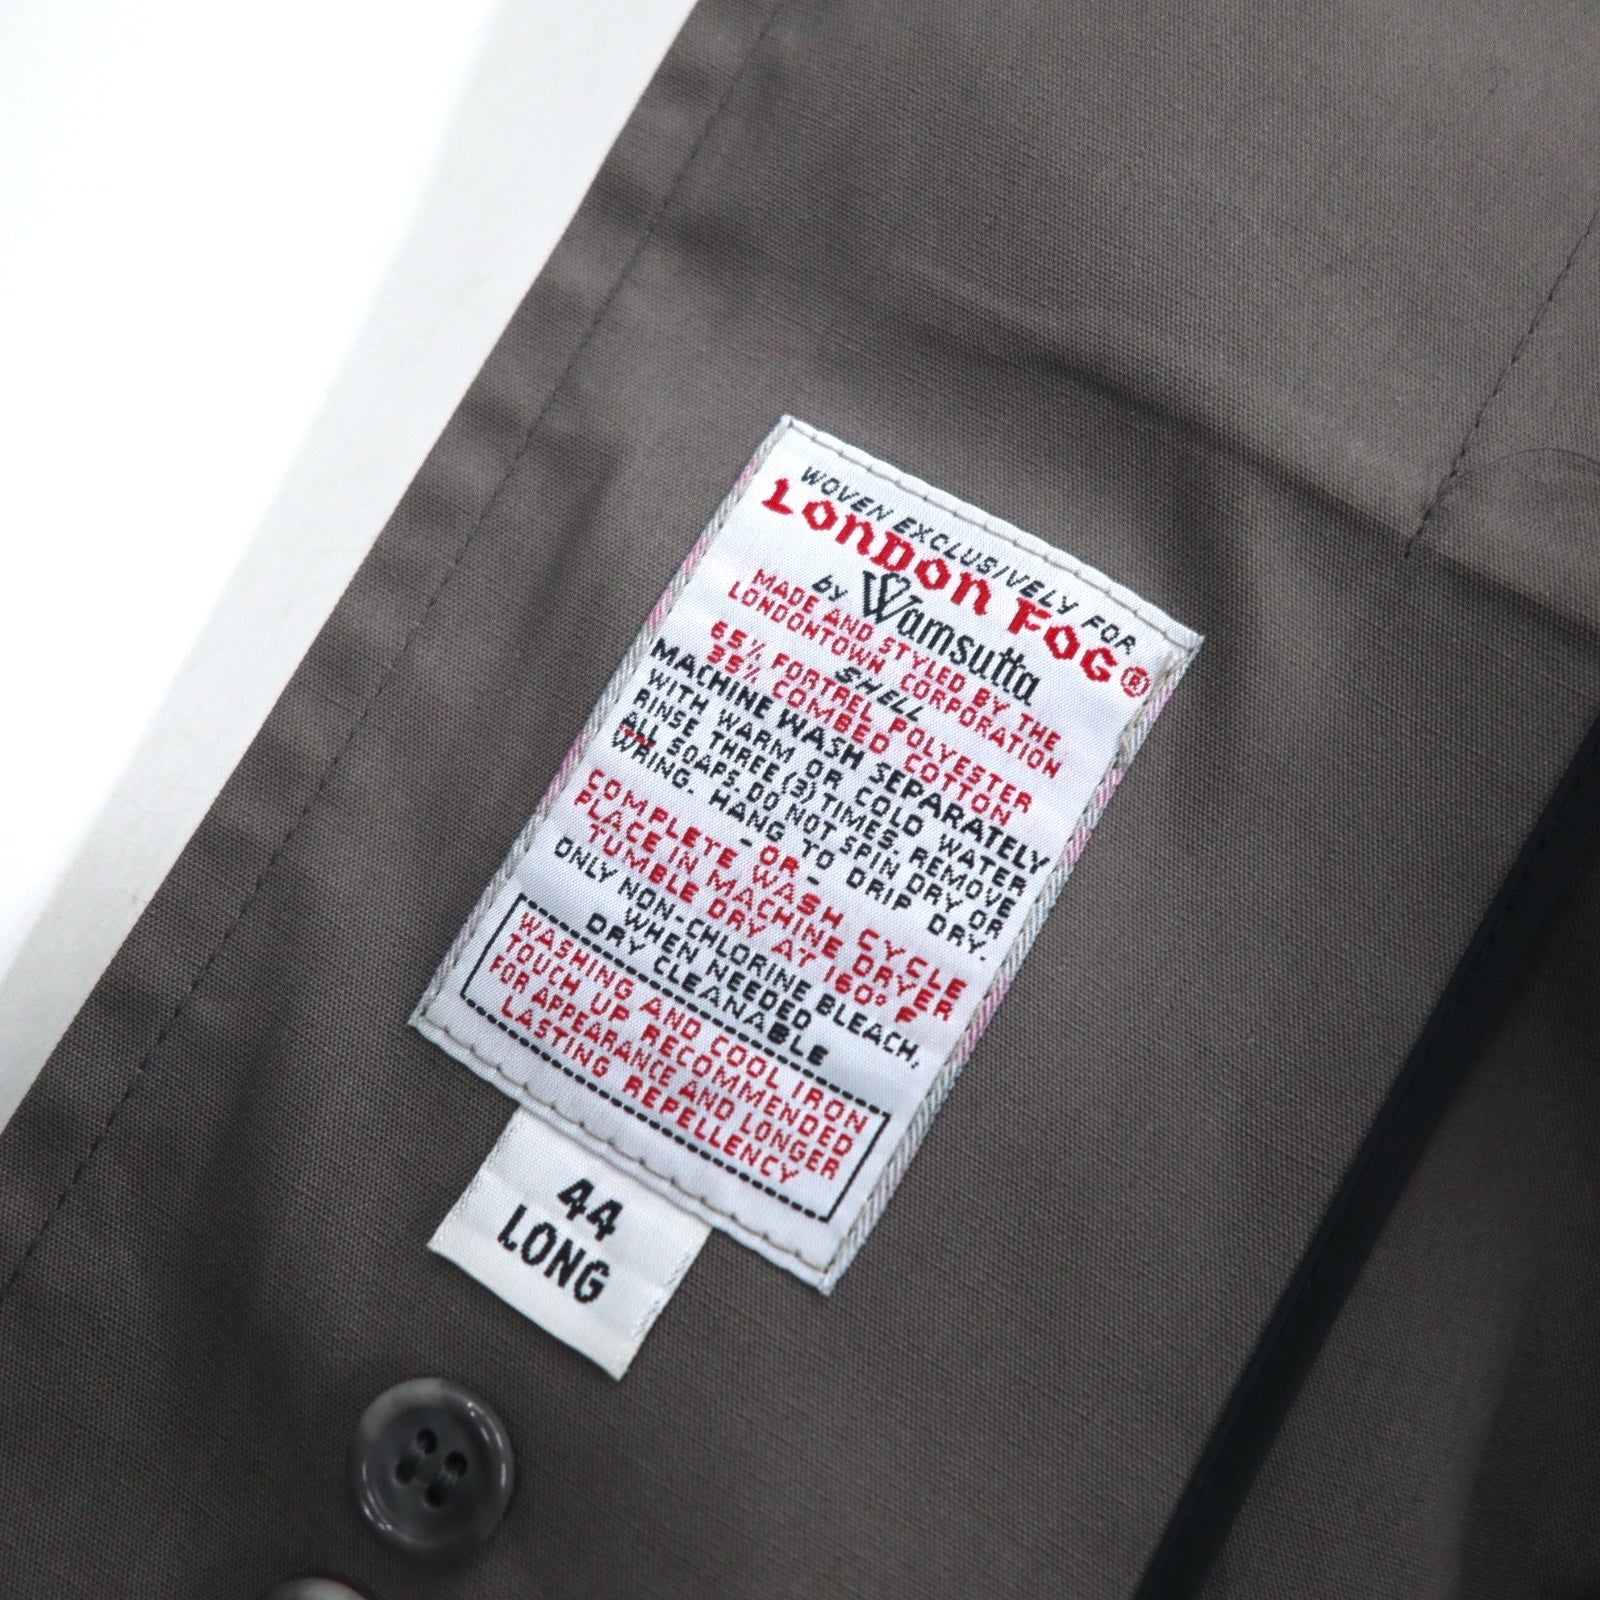 WOVEN EXCLUSIVELY FOR
LONDON FOG®
by Wamsutta
MADE AND STYLED BY THE
LONDONTOWN CORPORATION
SHELL
65% FORTREL POLYESTER
35% COMBED COTTON
MACHINE WASH SEPARATELY
WITH WARM OR COLD WATER
RINSE THREE (3) TIMES. REMOVE
ALL SOAPS. DO NOT SPIN DRY OR
WRING. HANG TO DRIP DRY.
-OR-
COMPLETE WASH CYCLE
PLACE IN MACHINE DRYER
TUMBLE DRY AT 160° F
ONLY NON-CHLORINE BLEACH,
WHEN NEEDED
DRY CLEANABLE
WASHING AND COOL IRON
TOUCH UP RECOMMENDED
FOR APPEARANCE AND LONGER
LASTING REPELLENCY
44
LONG